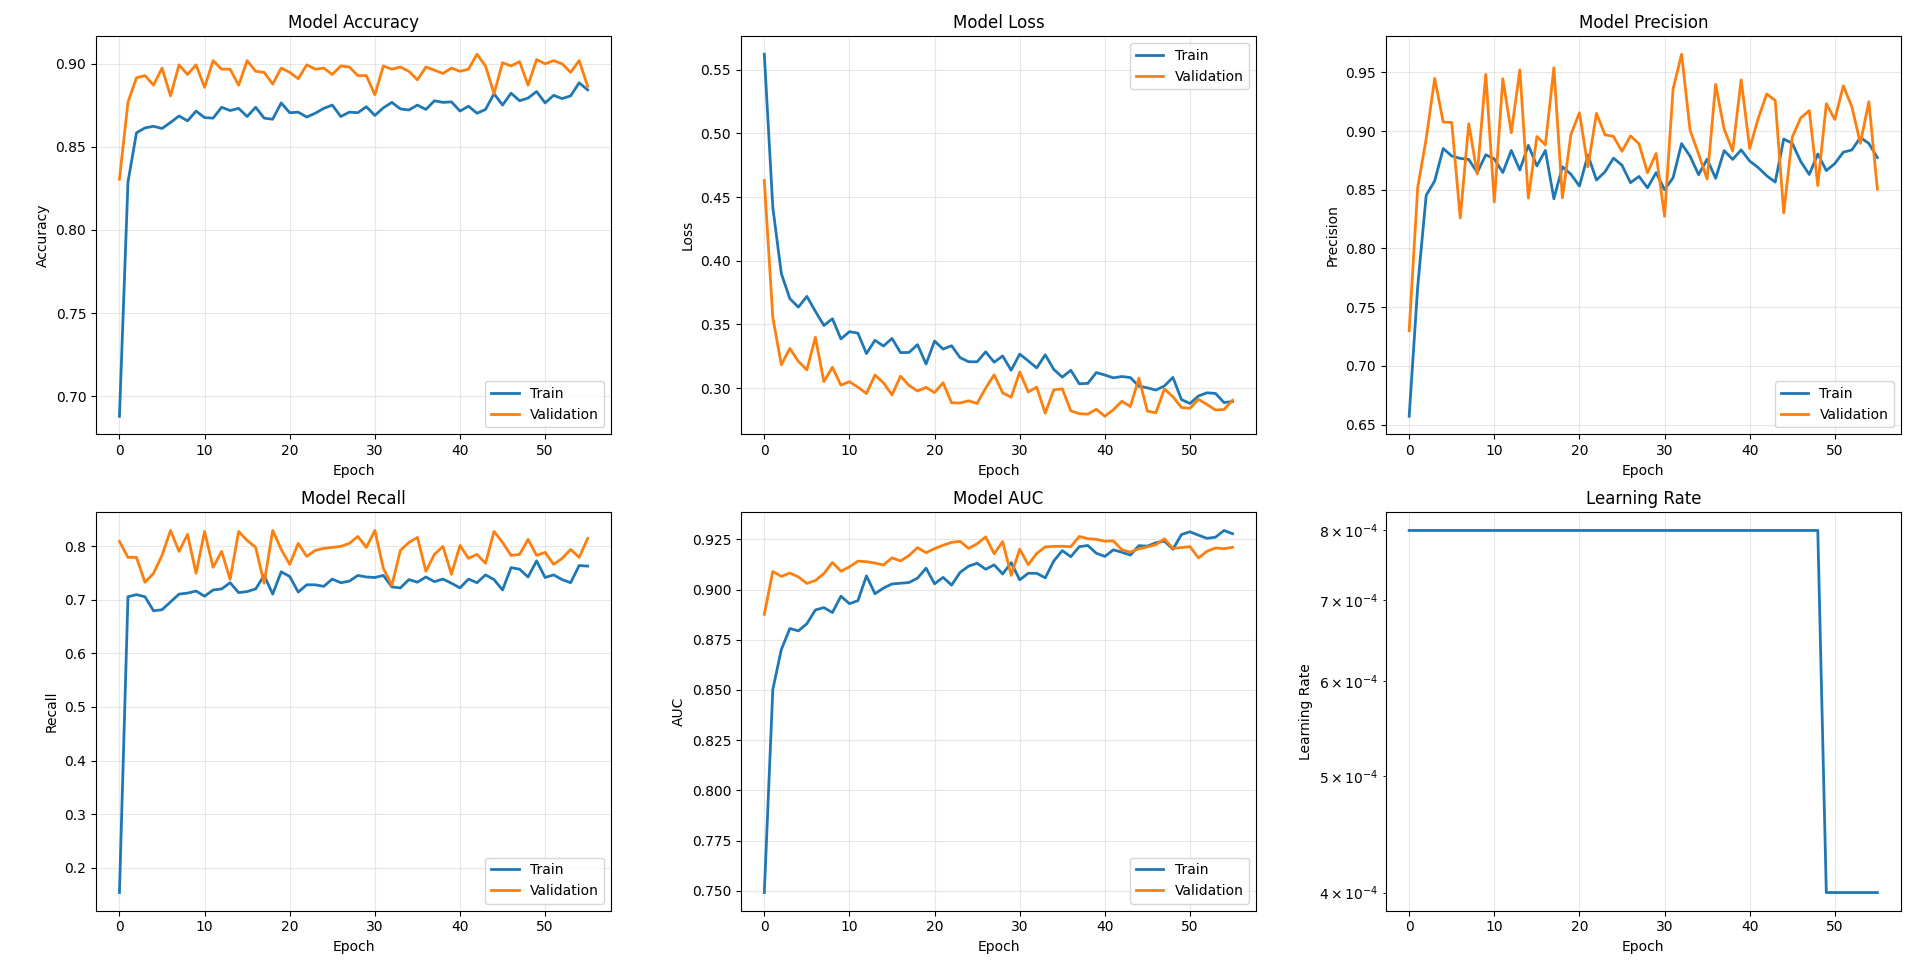 Model Accuracy
0.90
0.85
0.80
0.75
0.70
Accuracy
Train
Validation
0 10 20 30 40 50
Epoch
Model Loss
0.55
0.50
0.45
0.40
0.35
0.30
Loss
Train
Validation
0 10 20 30 40 50
Epoch
Model Precision
0.95
0.90
0.85
0.80
0.75
0.70
0.65
Precision
Train
Validation
0 10 20 30 40 50
Epoch
Model Recall
0.8
0.7
0.6
0.5
0.4
0.3
0.2
Recall
Train
Validation
0 10 20 30 40 50
Epoch
Model AUC
0.925
0.900
0.875
0.850
0.825
0.800
0.775
0.750
AUC
Train
Validation
0 10 20 30 40 50
Epoch
Learning Rate
8 × 10⁻⁴
7 × 10⁻⁴
6 × 10⁻⁴
5 × 10⁻⁴
4 × 10⁻⁴
Learning Rate
0 10 20 30 40 50
Epoch